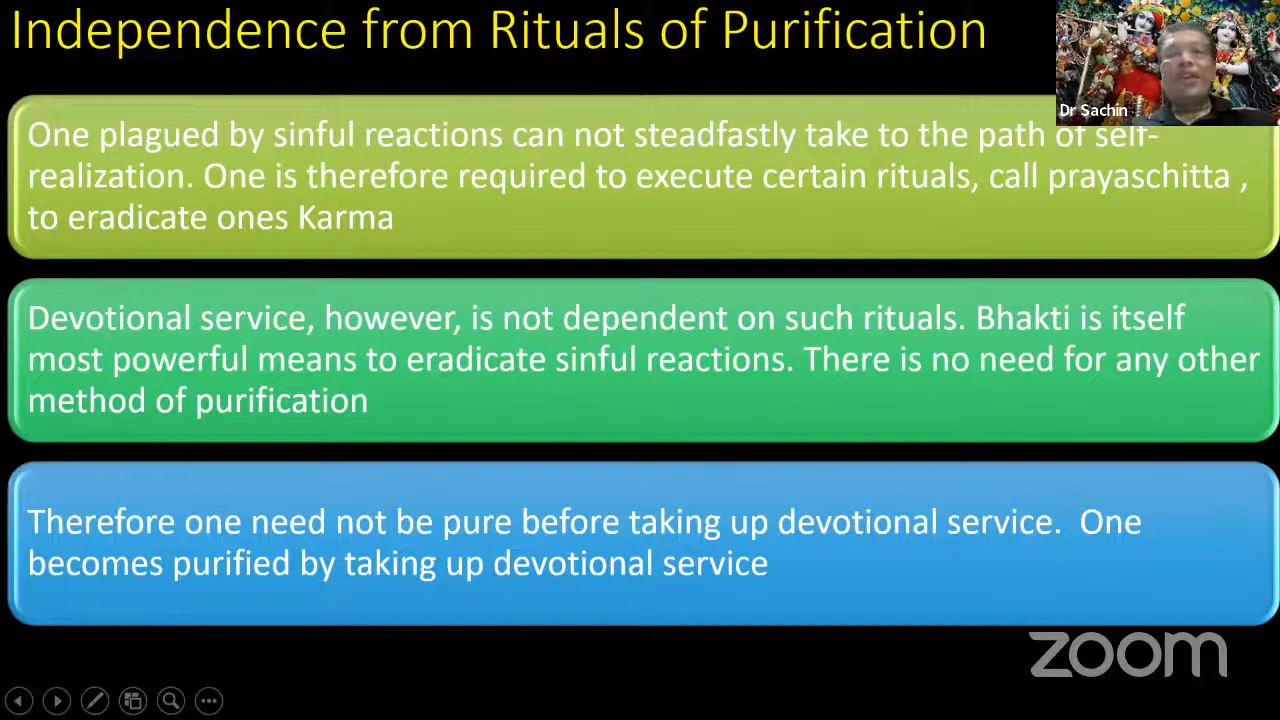 Independence from Rituals of Purification
Dr Sachin
One plagued by sinful reactions can not steadfastly take to the path of self-
realization. One is therefore required to execute certain rituals, call prayaschitta ,
to eradicate ones Karma
Devotional service, however, is not dependent on such rituals. Bhakti is itself
most powerful means to eradicate sinful reactions. There is no need for any other
method of purification
Therefore one need not be pure before taking up devotional service.  One
becomes purified by taking up devotional service
zoom